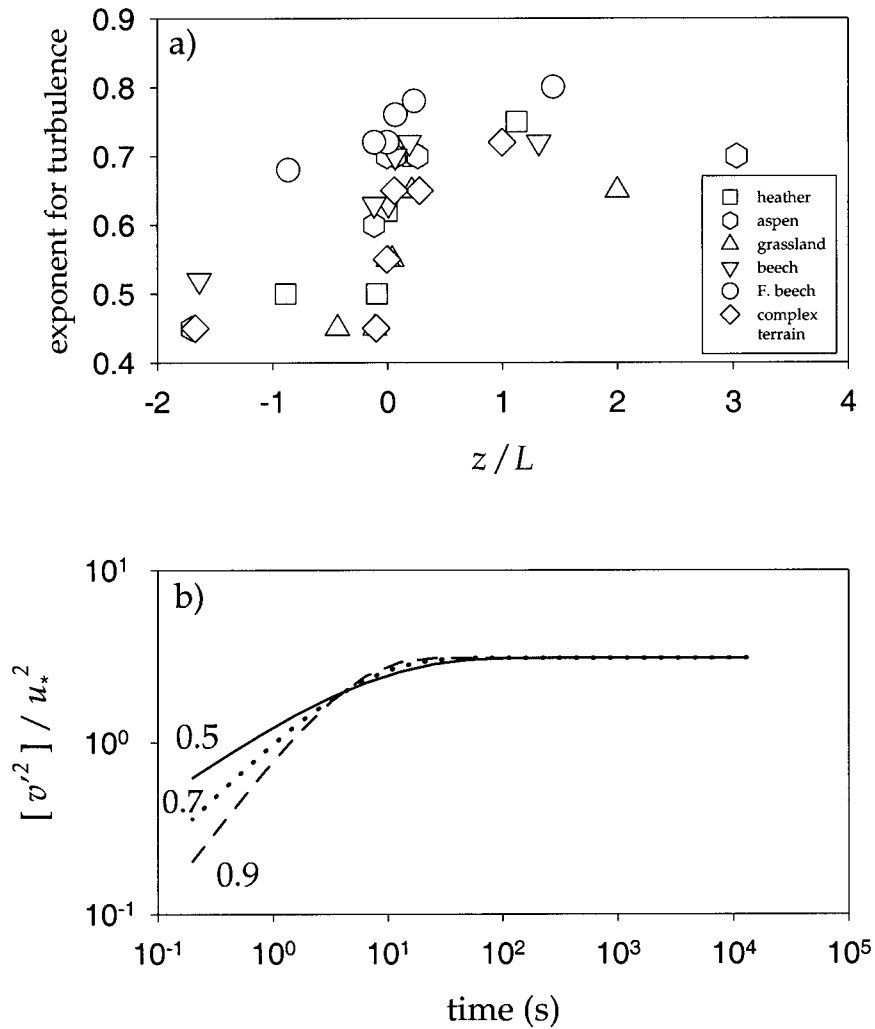 a)
exponent for turbulence
0.9
0.8
0.7
0.6
0.5
0.4
-2 -1 0 1 2 3 4
z / L
heather
aspen
grassland
beech
F. beech
complex
terrain
b)
[ v'² ] / u*²
10¹
10⁰
10⁻¹
0.5
0.7
0.9
10⁻¹ 10⁰ 10¹ 10² 10³ 10⁴ 10⁵
time (s)